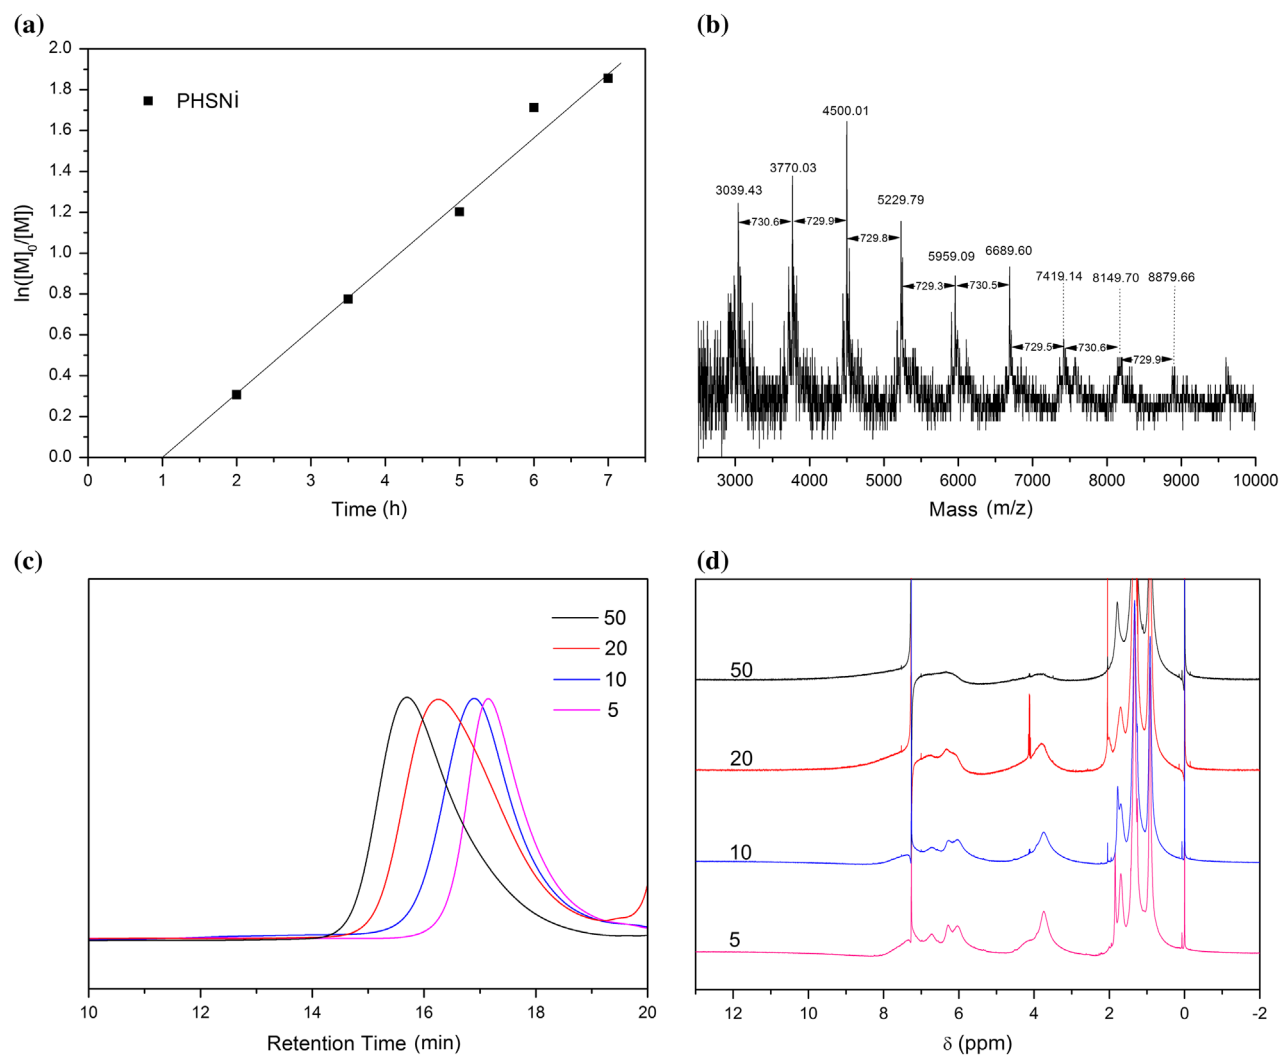 (a)
2.0
1.8
1.6
1.4
1.2
1.0
0.8
0.6
0.4
0.2
0.0
ln([M]0/[M])
PHSNİ
0 1 2 3 4 5 6 7
Time (h)
(b)
3039.43
3770.03
4500.01
5229.79
5959.09
6689.60
7419.14
8149.70
8879.66
730.6
729.9
729.8
729.3
730.5
729.5
730.6
729.9
3000 4000 5000 6000 7000 8000 9000 10000
Mass (m/z)
(c)
50
20
10
5
10 12 14 16 18 20
Retention Time (min)
(d)
50
20
10
5
12 10 8 6 4 2 0 -2
δ (ppm)